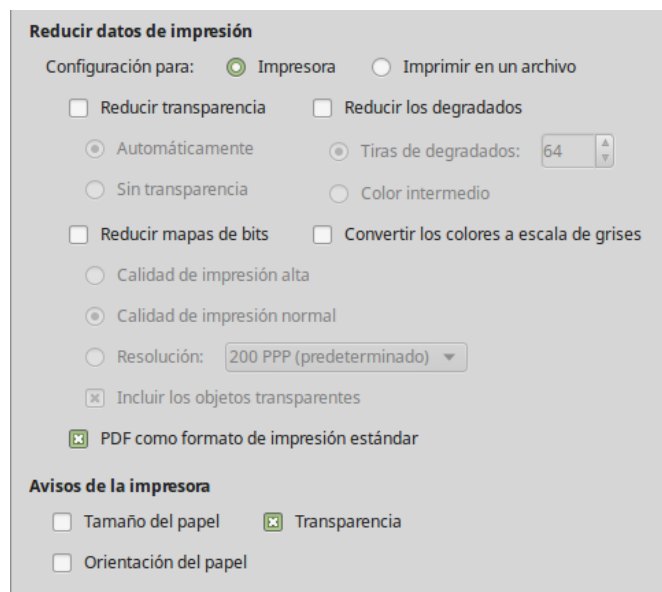 Reducir datos de impresión
Configuración para: Impresora Imprimir en un archivo
Reducir transparencia Reducir los degradados
Automáticamente Tiras de degradados: 64
Sin transparencia Color intermedio
Reducir mapas de bits Convertir los colores a escala de grises
Calidad de impresión alta
Calidad de impresión normal
Resolución: 200 PPP (predeterminado)
Incluir los objetos transparentes
PDF como formato de impresión estándar
Avisos de la impresora
Tamaño del papel Transparencia
Orientación del papel